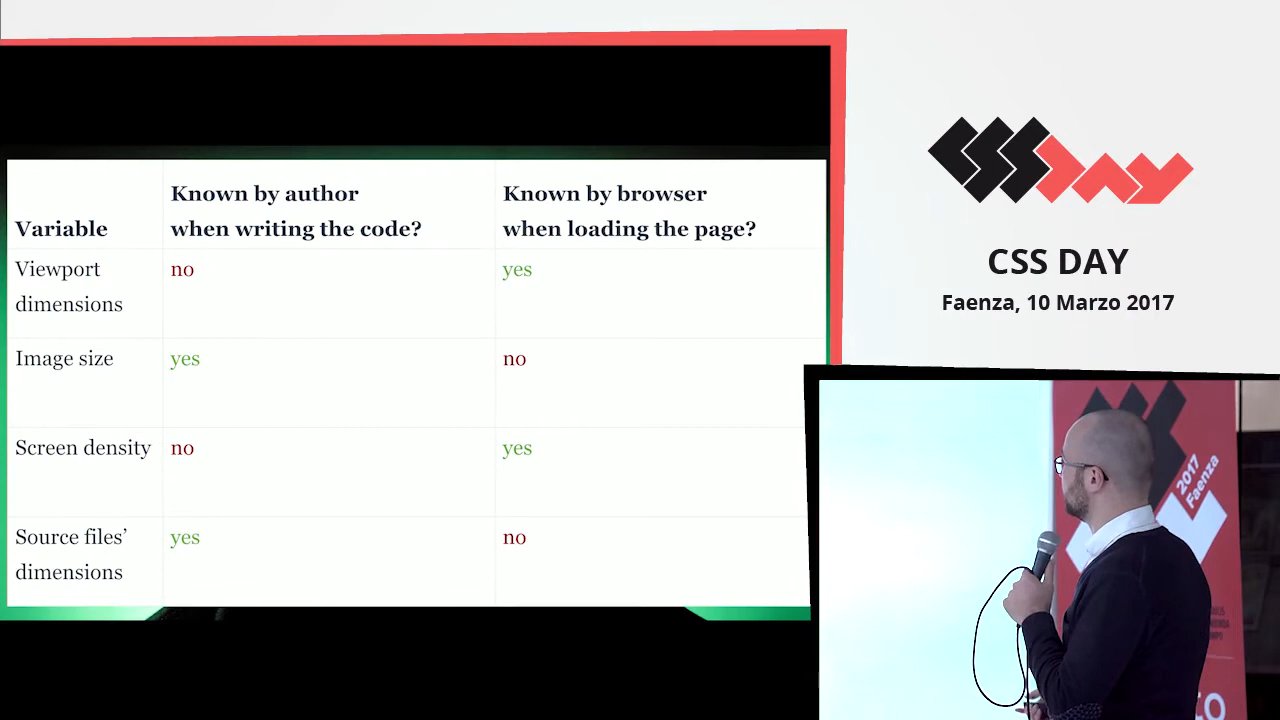 Variable
Known by author
when writing the code?
Known by browser
when loading the page?
Viewport
dimensions
no
yes
Image size
yes
no
Screen density
no
yes
Source files’
dimensions
yes
no
CSS DAY
CSS DAY
Faenza, 10 Marzo 2017
2017
Faenza